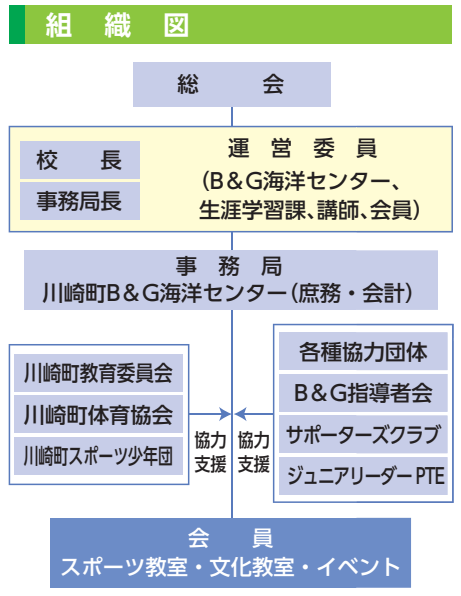 組織図
総会
校長
事務局長
運営委員
(B&G海洋センター、
生涯学習課、講師、会員)
事務局
川崎町B&G海洋センター(庶務・会計)
川崎町教育委員会
川崎町体育協会
川崎町スポーツ少年団
協力
支援
協力
支援
各種協力団体
B&G指導者会
サポーターズクラブ
ジュニアリーダーPTE
会員
スポーツ教室・文化教室・イベント